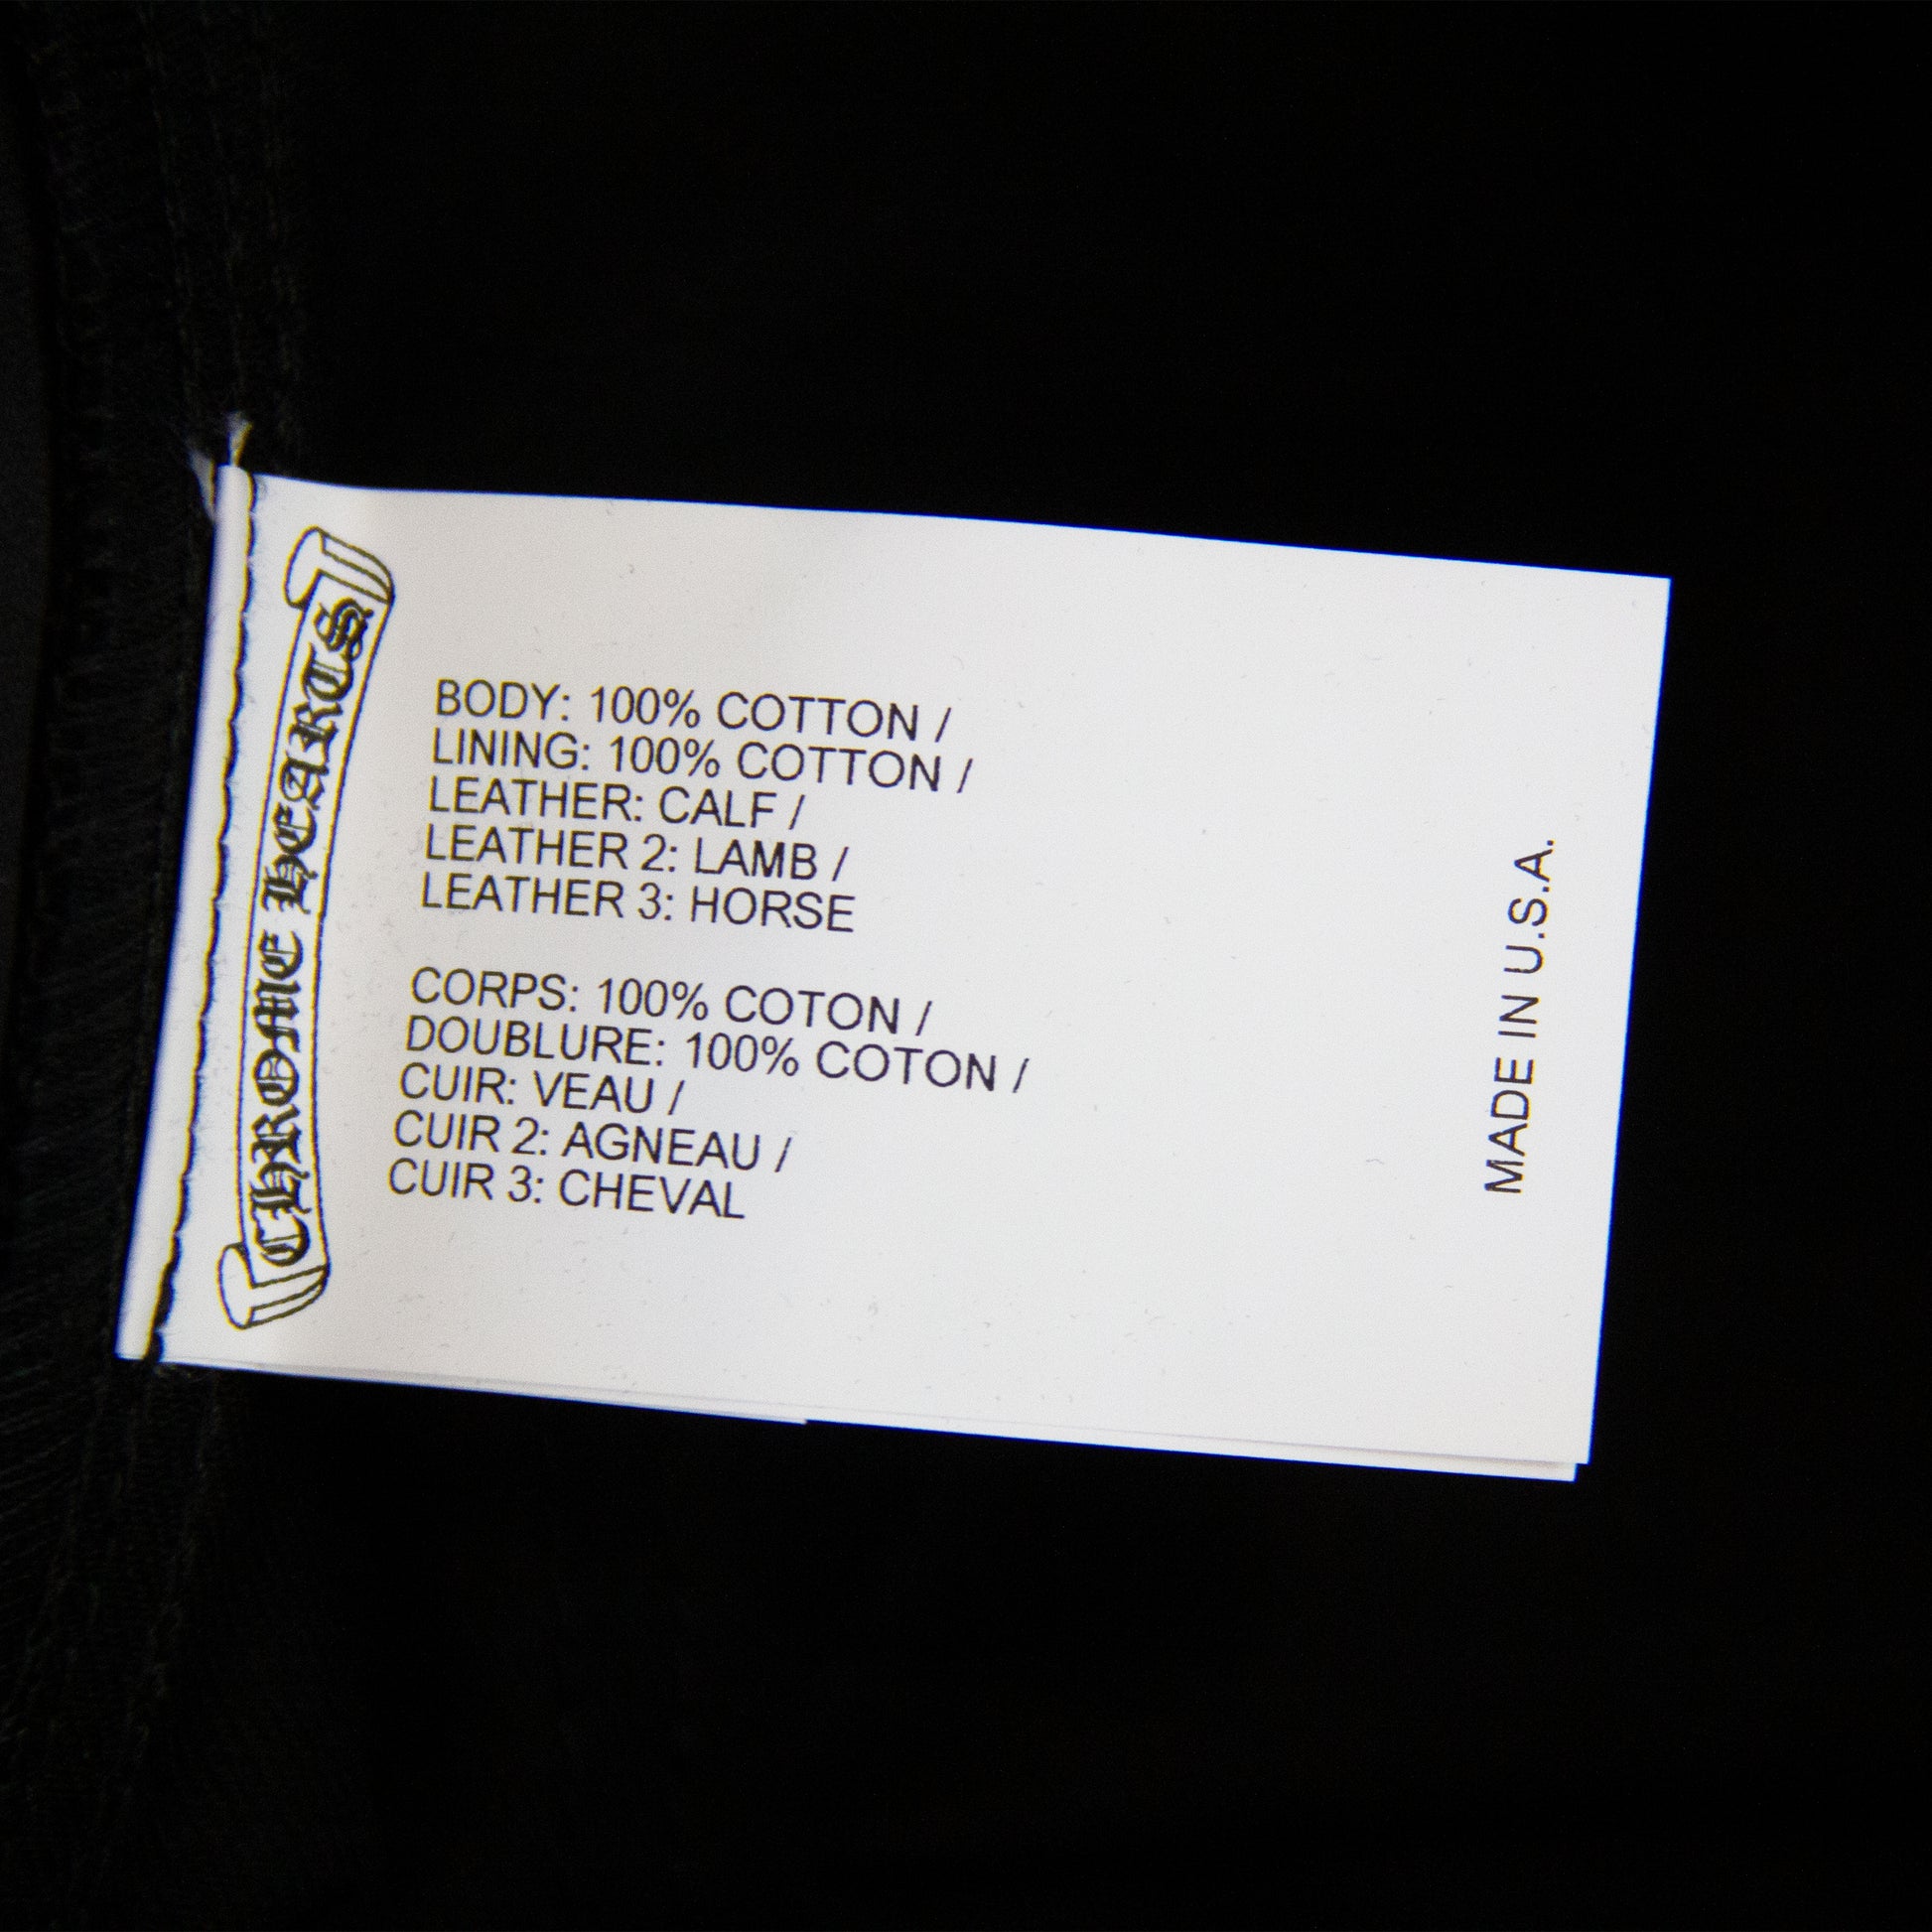 CHROME HEARTS
BODY: 100% COTTON /
LINING: 100% COTTON /
LEATHER: CALF /
LEATHER 2: LAMB /
LEATHER 3: HORSE
CORPS: 100% COTON /
DOUBLURE: 100% COTON /
CUIR: VEAU /
CUIR 2: AGNEAU /
CUIR 3: CHEVAL
MADE IN U.S.A.